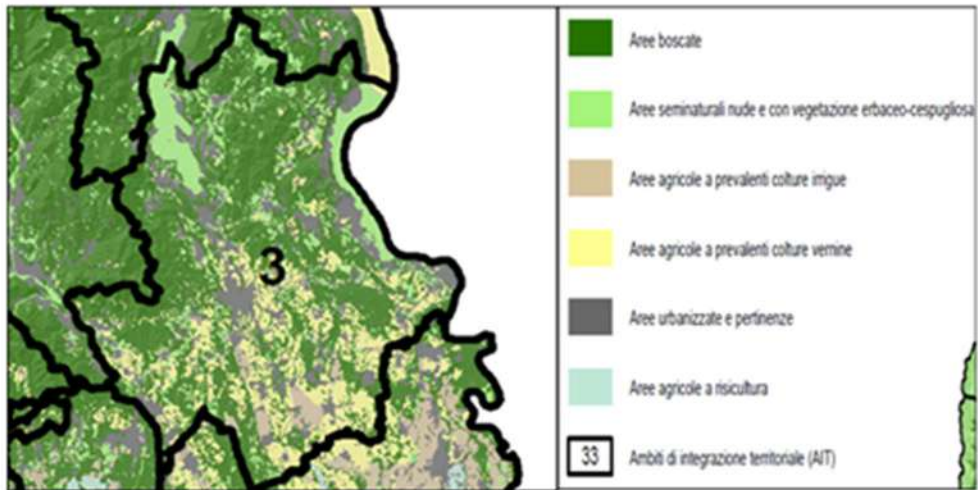 3
Aree boscate
Aree seminaturali nude e con vegetazione erbaceo-cespugliosa
Aree agricole a prevalenti colture irrigue
Aree agricole a prevalenti colture vernine
Aree urbanizzate e pertinenze
Aree agricole a risicultura
33 Ambiti di integrazione territoriale (AIT)